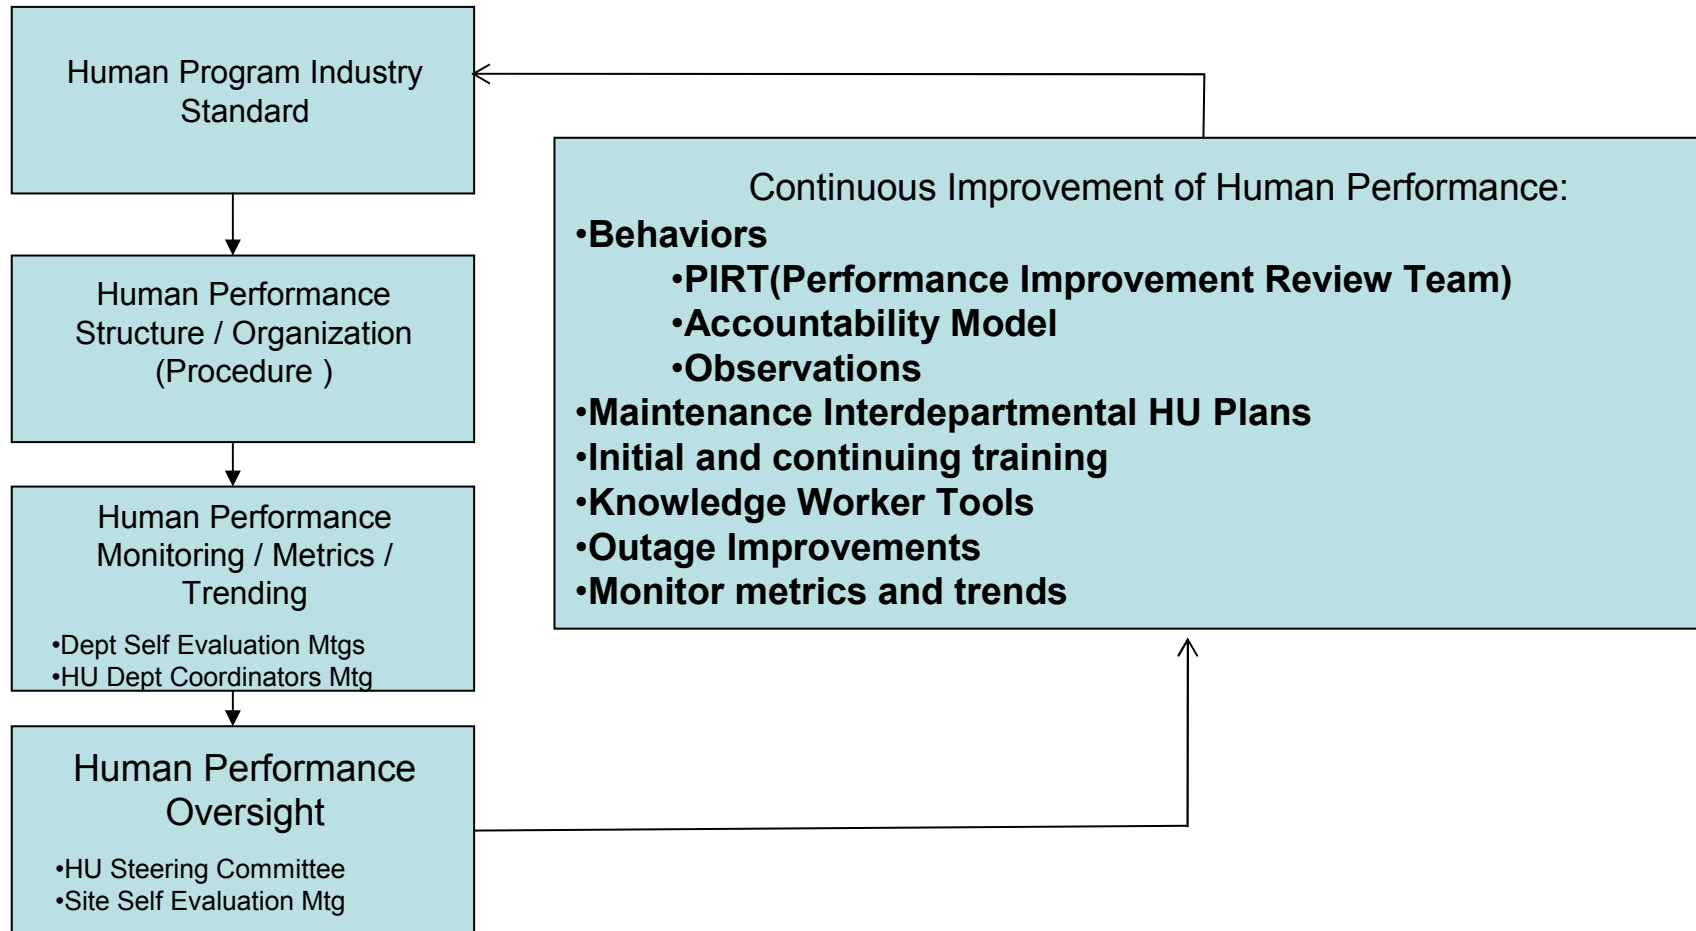 Human Program Industry
Standard
Human Performance
Structure / Organization
(Procedure )
Human Performance
Monitoring / Metrics /
Trending
•Dept Self Evaluation Mtgs
•HU Dept Coordinators Mtg
Human Performance
Oversight
•HU Steering Committee
•Site Self Evaluation Mtg
Continuous Improvement of Human Performance:
•Behaviors
•PIRT(Performance Improvement Review Team)
•Accountability Model
•Observations
•Maintenance Interdepartmental HU Plans
•Initial and continuing training
•Knowledge Worker Tools
•Outage Improvements
•Monitor metrics and trends